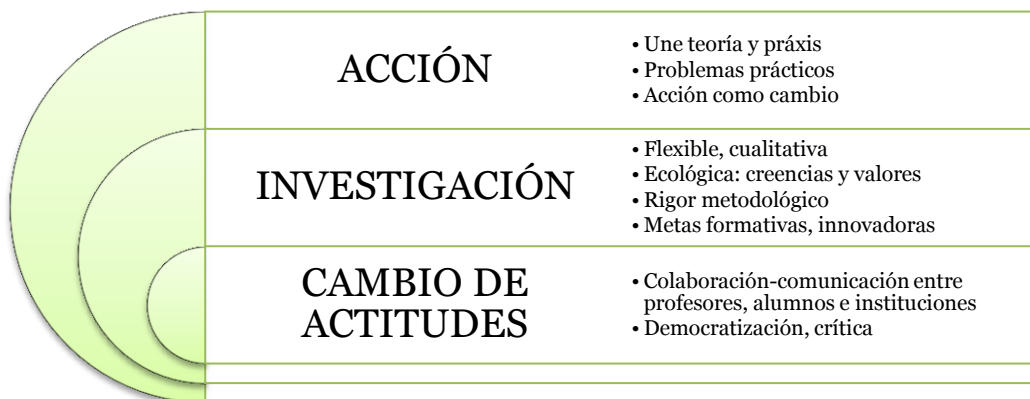 ACCIÓN
• Une teoría y práxis
• Problemas prácticos
• Acción como cambio
INVESTIGACIÓN
• Flexible, cualitativa
• Ecológica: creencias y valores
• Rigor metodológico
• Metas formativas, innovadoras
CAMBIO DE
ACTITUDES
• Colaboración-comunicación entre
profesores, alumnos e instituciones
• Democratización, crítica